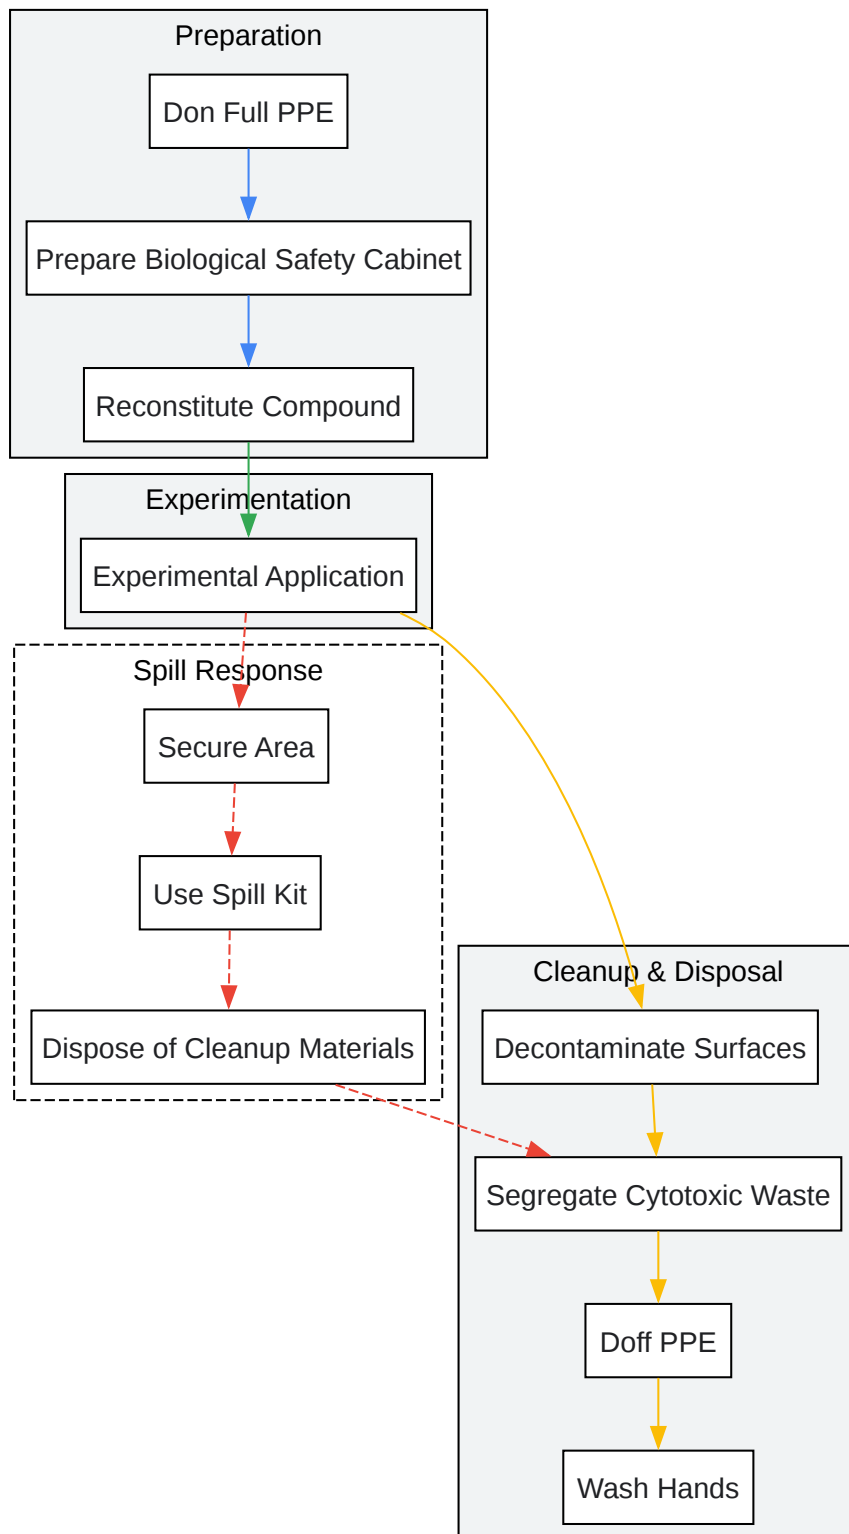 Preparation
Don Full PPE
Prepare Biological Safety Cabinet
Reconstitute Compound
Experimentation
Experimental Application
Spill Response
Secure Area
Use Spill Kit
Dispose of Cleanup Materials
Cleanup & Disposal
Decontaminate Surfaces
Segregate Cytotoxic Waste
Doff PPE
Wash Hands